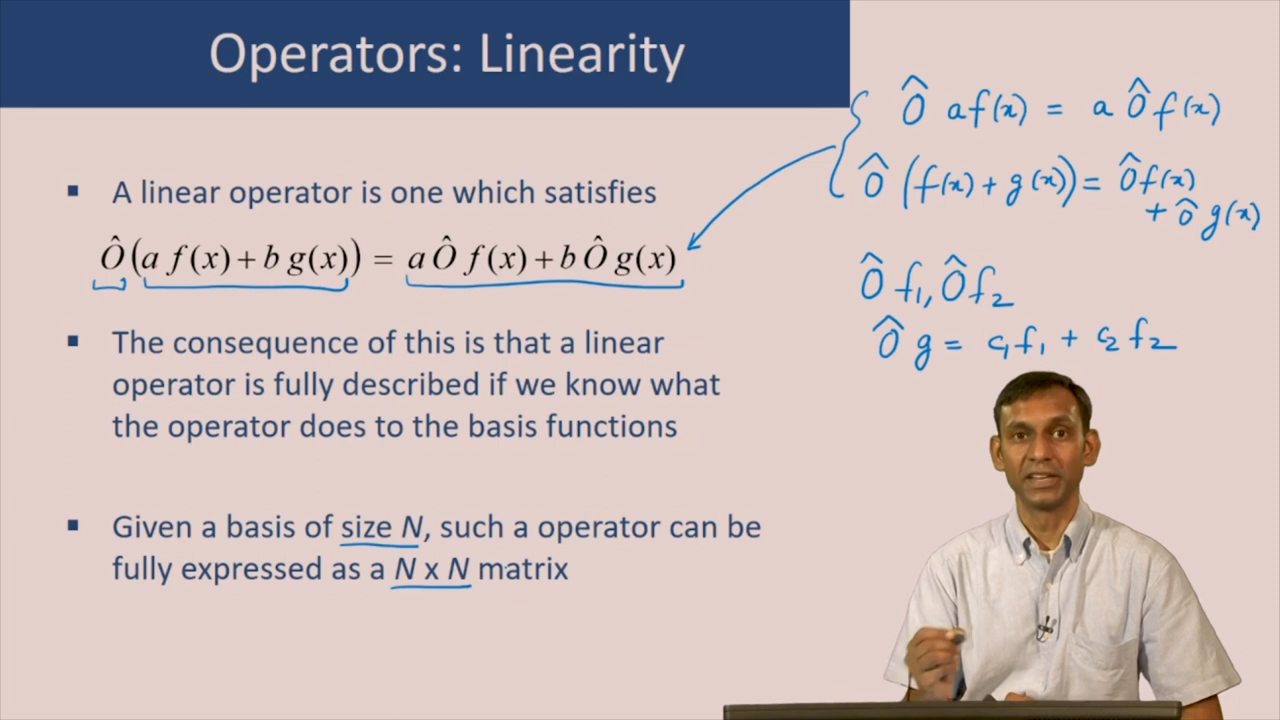 Operators: Linearity
▪ A linear operator is one which satisfies
Ô(a f(x) + b g(x)) = a Ô f(x) + b Ô g(x)
▪ The consequence of this is that a linear
operator is fully described if we know what
the operator does to the basis functions
▪ Given a basis of size N, such a operator can be
fully expressed as a N x N matrix
Ô af(x) = a Ô f(x)
Ô (f(x) + g(x)) = Ô f(x)
+ Ô g(x)
Ô f₁, Ô f₂
Ô g = c₁f₁ + c₂ f₂